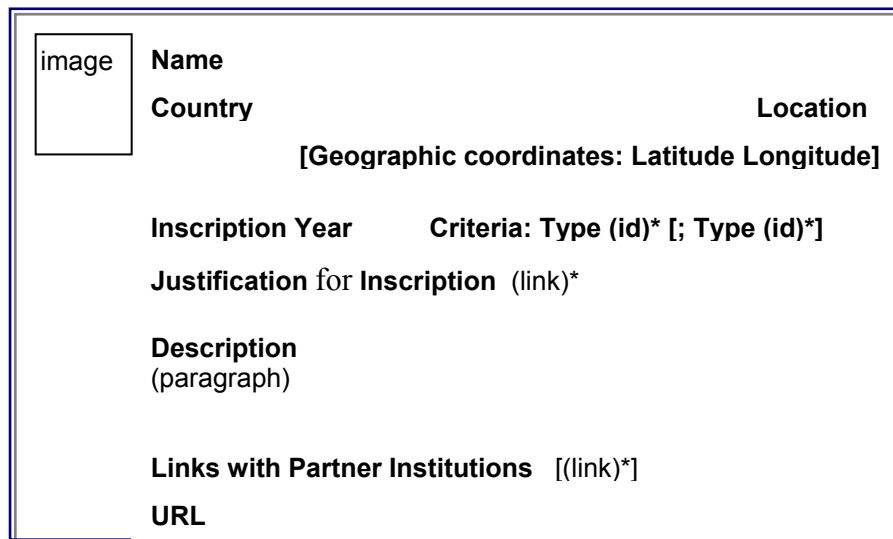 image
Name
Country Location
[Geographic coordinates: Latitude Longitude]
Inscription Year Criteria: Type (id)* [; Type (id)*]
Justification for Inscription (link)*
Description
(paragraph)
Links with Partner Institutions [(link)*]
URL